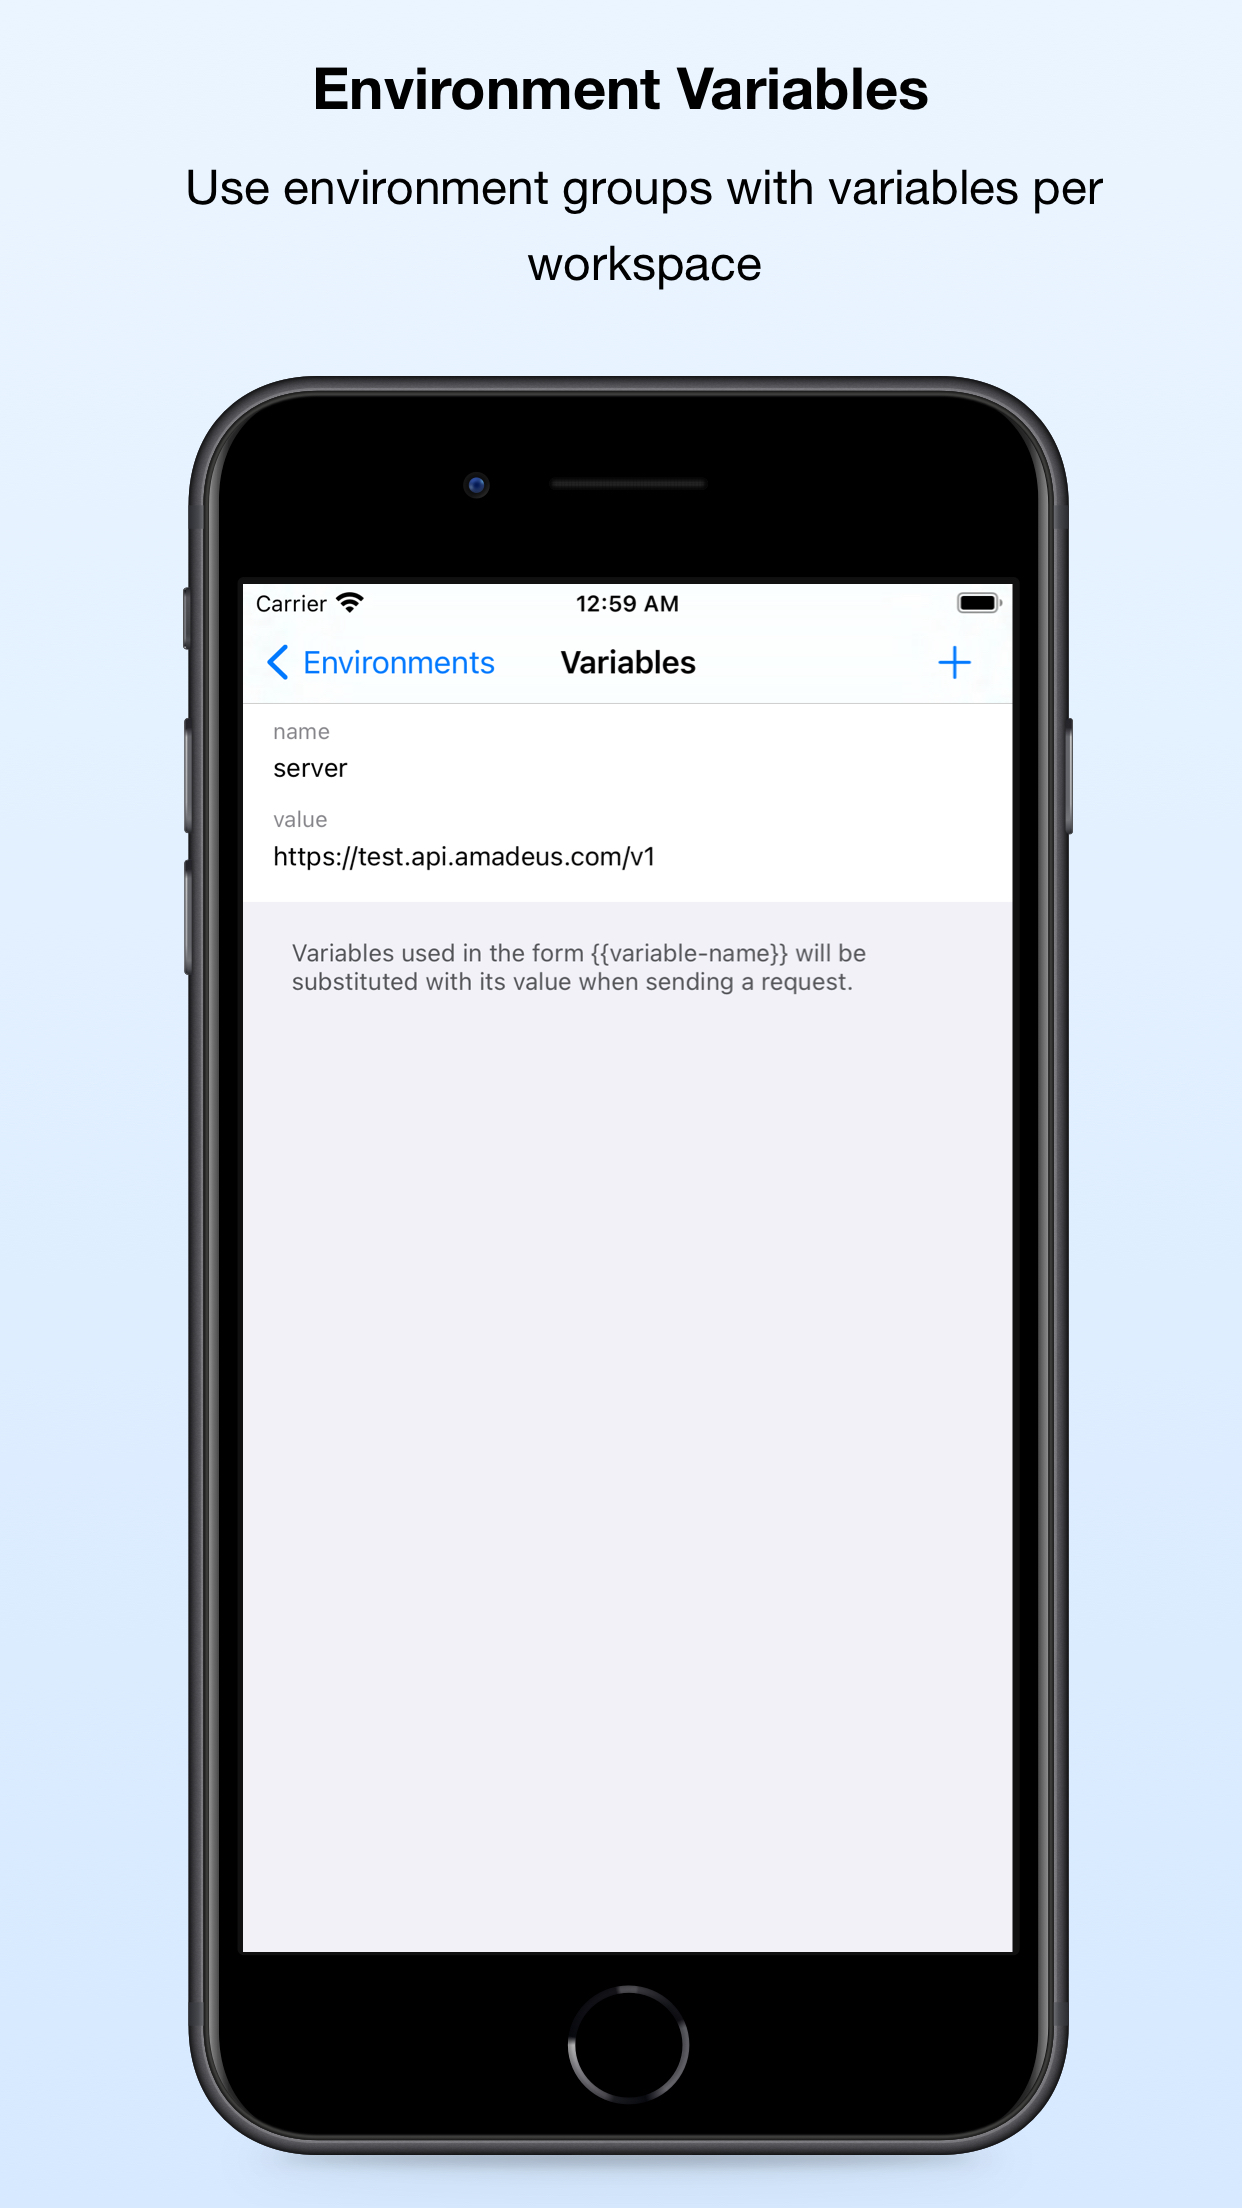 Environment Variables
Use environment groups with variables per
workspace
Carrier 12:59 AM
Environments Variables
name
server
value
https://test.api.amadeus.com/v1
Variables used in the form {{variable-name}} will be
substituted with its value when sending a request.